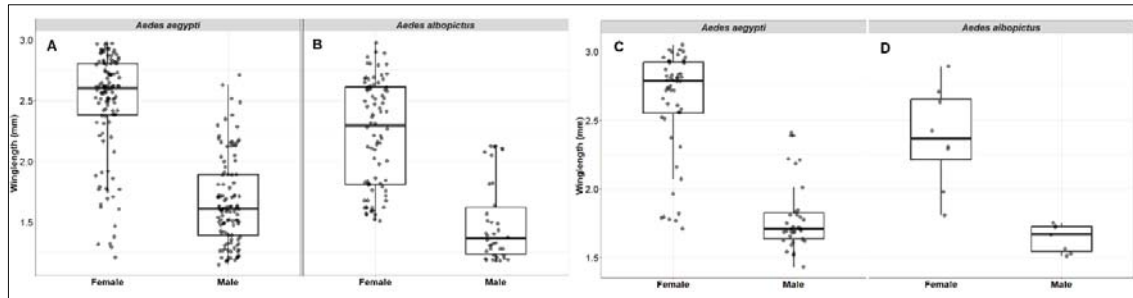 Aedes aegypti
Aedes albopictus
A
B
3.0
2.5
2.0
1.5
Winglength (mm)
Female
Male
Female
Male
Aedes aegypti
Aedes albopictus
C
D
3.0
2.5
2.0
1.5
Winglength (mm)
Female
Male
Female
Male